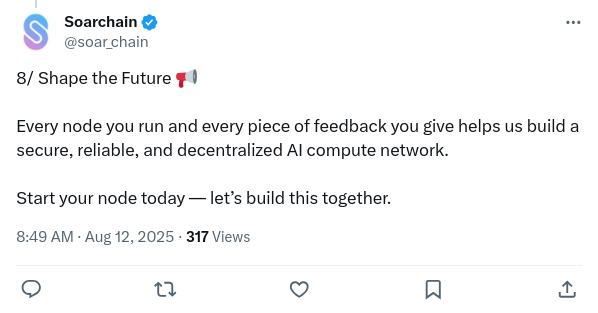 Soarchain
@soar_chain
8/ Shape the Future 📢
Every node you run and every piece of feedback you give helps us build a
secure, reliable, and decentralized AI compute network.
Start your node today — let’s build this together.
8:49 AM · Aug 12, 2025 · 317 Views